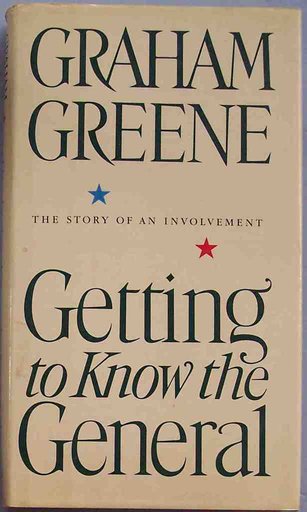 GRAHAM
GREENE
THE STORY OF AN INVOLVEMENT
Getting
to Know the
General